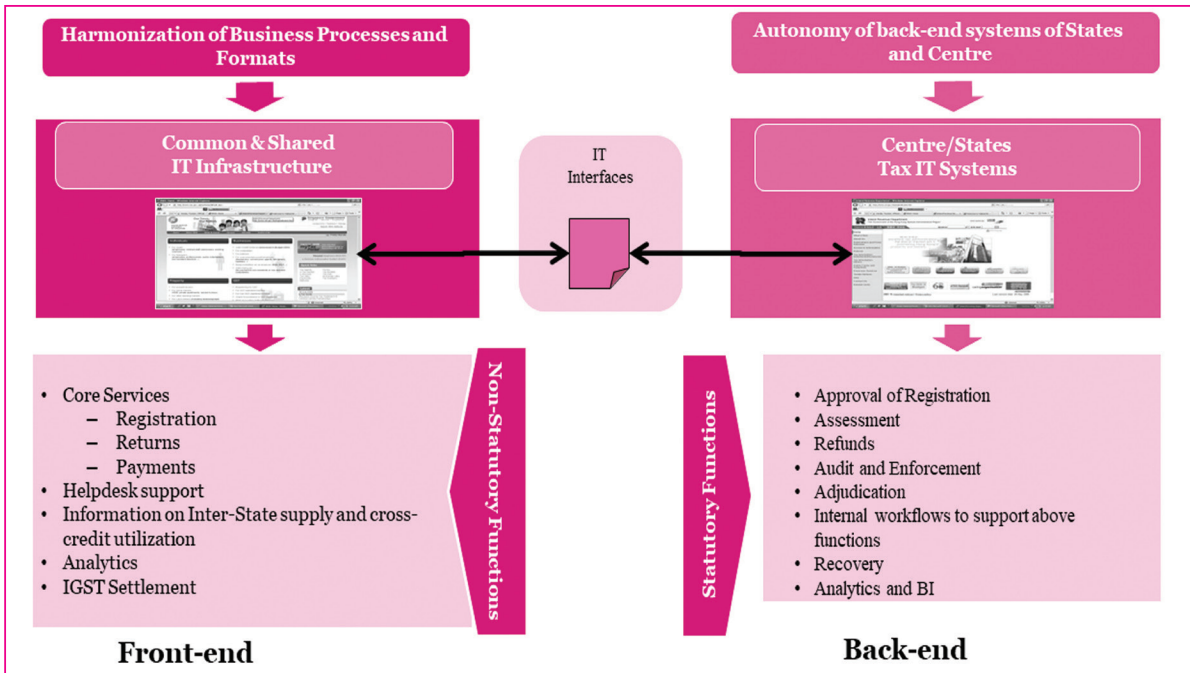 Harmonization of Business Processes and
Formats
Autonomy of back-end systems of States
and Centre
Common & Shared
IT Infrastructure
IT
Interfaces
Centre/States
Tax IT Systems
• Core Services
– Registration
– Returns
– Payments
• Helpdesk support
• Information on Inter-State supply and cross-
credit utilization
• Analytics
• IGST Settlement
Non-Statutory Functions
Statutory Functions
• Approval of Registration
• Assessment
• Refunds
• Audit and Enforcement
• Adjudication
• Internal workflows to support above
functions
• Recovery
• Analytics and BI
Front-end
Back-end